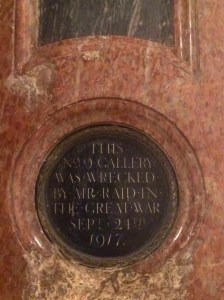 THIS
No 9 GALLERY
WAS WRECKED
BY AIR RAID IN
THE GREAT WAR
SEPT 24TH
1917.